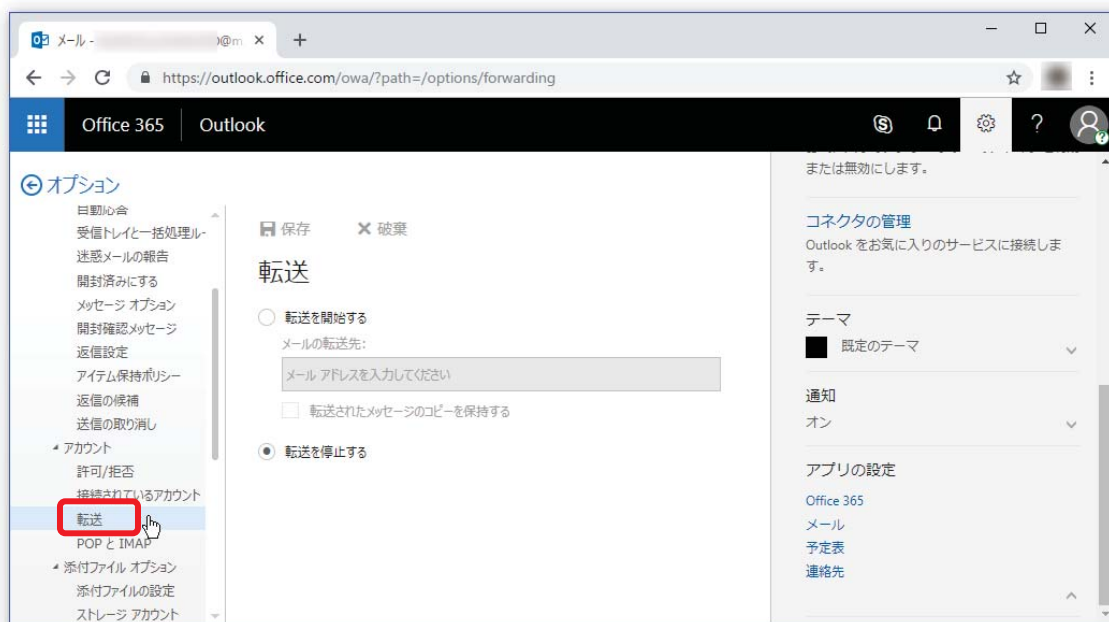 メール - @m
https://outlook.office.com/owa/?path=/options/forwarding
Office 365
Outlook
オプション
自動応答
受信トレイと一括処理ルー
迷惑メールの報告
開封済みにする
メッセージ オプション
開封確認メッセージ
返信設定
アイテム保持ポリシー
返信の候補
送信の取り消し
アカウント
許可/拒否
接続されているアカウント
転送
POP と IMAP
添付ファイル オプション
添付ファイルの設定
ストレージ アカウント
保存
破棄
転送
転送を開始する
メールの転送先:
メール アドレスを入力してください
転送されたメッセージのコピーを保持する
転送を停止する
または無効にします。
コネクタの管理
Outlook をお気に入りのサービスに接続しま
す。
テーマ
既定のテーマ
通知
オン
アプリの設定
Office 365
メール
予定表
連絡先